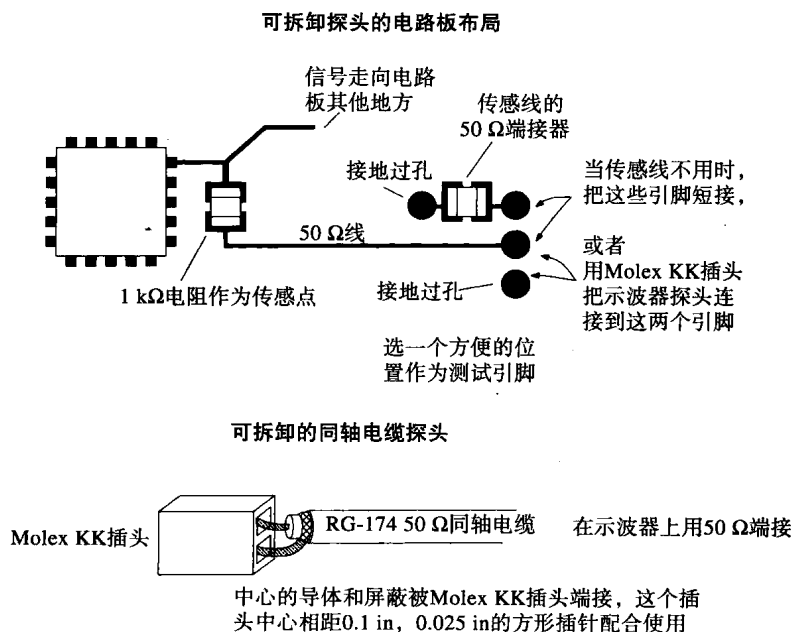 可拆卸探头的电路板布局
信号走向电路
板其他地方
传感线的
50 Ω端接器
接地过孔
当传感线不用时，
把这些引脚短接，
50 Ω线
或者
用Molex KK插头
把示波器探头连
接到这两个引脚
1 kΩ电阻作为传感点
接地过孔
选一个方便的位
置作为测试引脚
可拆卸的同轴电缆探头
Molex KK插头
RG-174 50 Ω同轴电缆
在示波器上用50 Ω端接
中心的导体和屏蔽被Molex KK插头端接，这个插
头中心相距0.1 in，0.025 in的方形插针配合使用